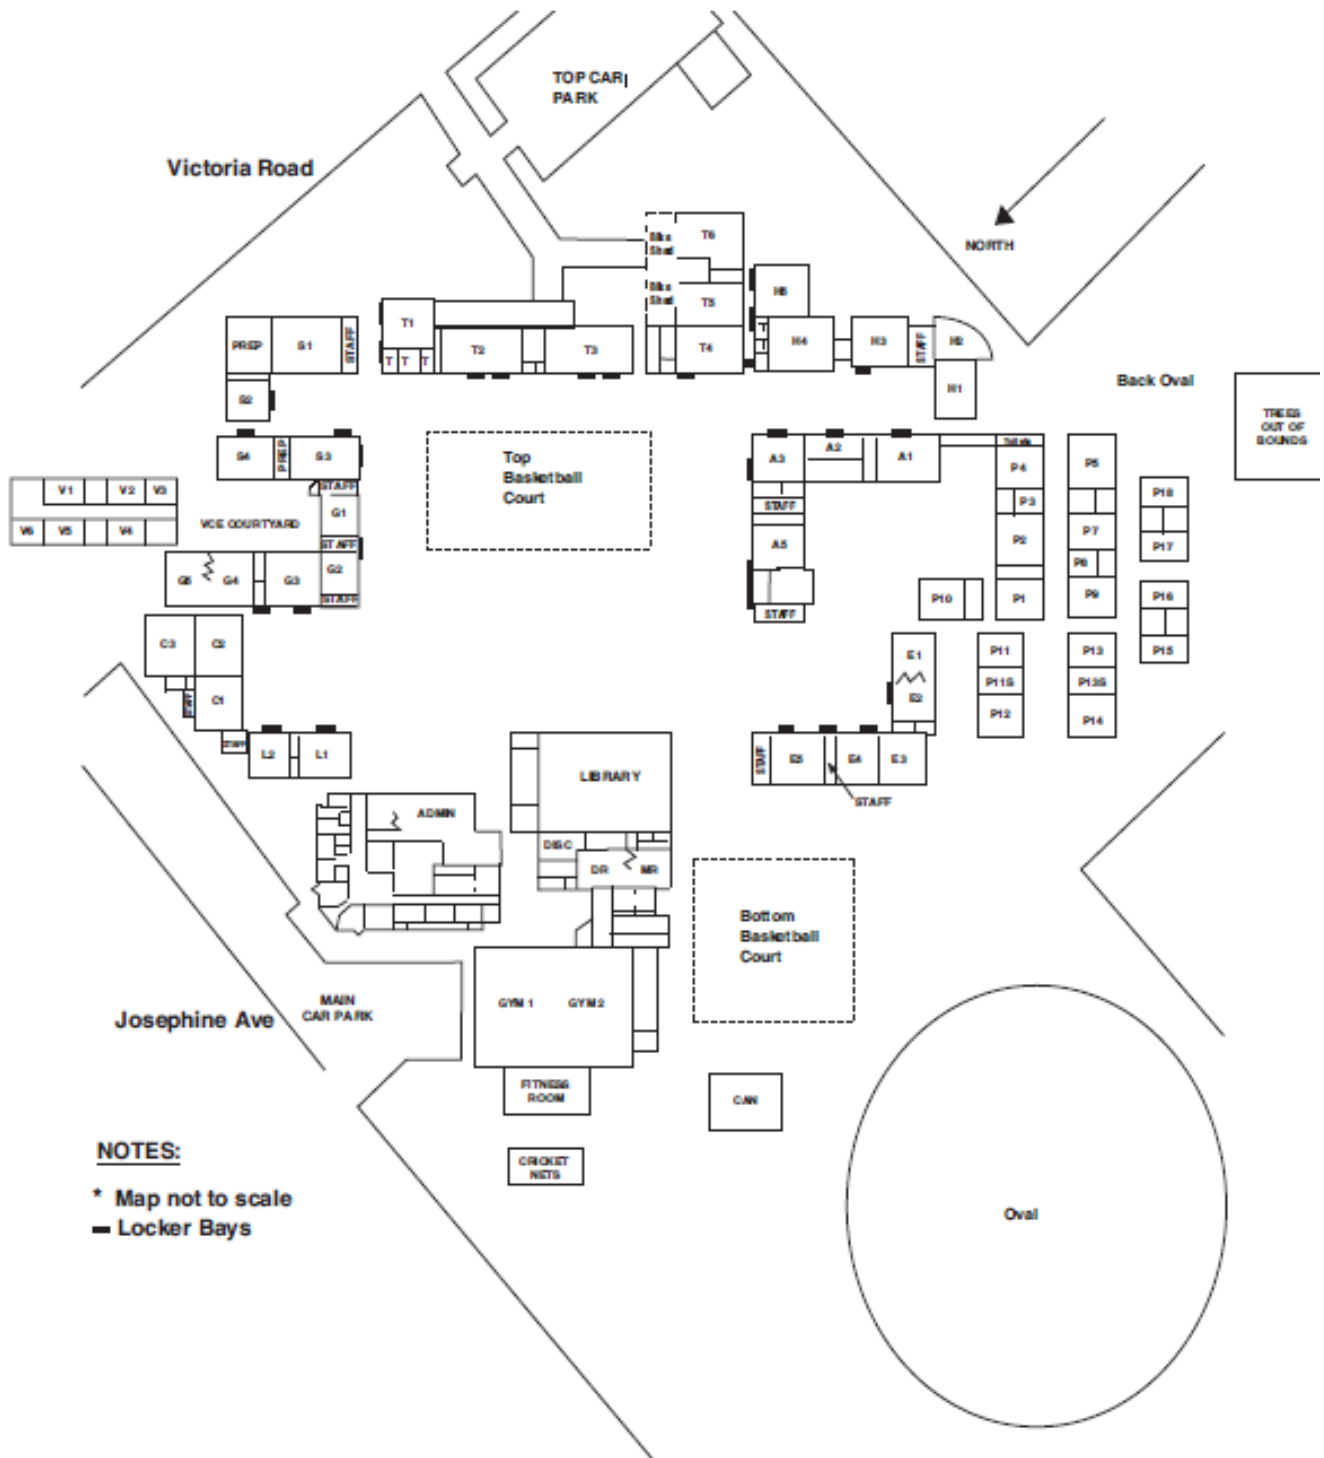 TOP CAR
PARK
Victoria Road
NORTH
Bike
Shed
T6
Bike
Shed
T5
H5
T1
T T T
T2
T3
T4
H4
H3
STAFF
H2
H1
PREP
S1
STAFF
S2
Back Oval
TREES
OUT OF
BOUNDS
S4
PREP
S3
STAFF
Top
Basketball
Court
A3
A2
A1
P4
P3
P2
P1
P5
P7
P8
P9
P18
P17
P16
P15
V1
V2
V3
V6
V5
V4
VCE COURTYARD
G1
STAFF
G2
STAFF
G5
G4
G3
STAFF
A5
STAFF
P10
C3
C2
STAFF
C1
STAFF
L2
L1
E1
E2
P11
P11S
P12
P13
P13S
P14
LIBRARY
STAFF
E5
E4
E3
STAFF
ADMIN
DISC
DR
MR
Bottom
Basketball
Court
GYM 1
GYM 2
MAIN
CAR PARK
Josephine Ave
FITNESS
ROOM
CAN
CRICKET
NETS
Oval
NOTES:
* Map not to scale
Locker Bays